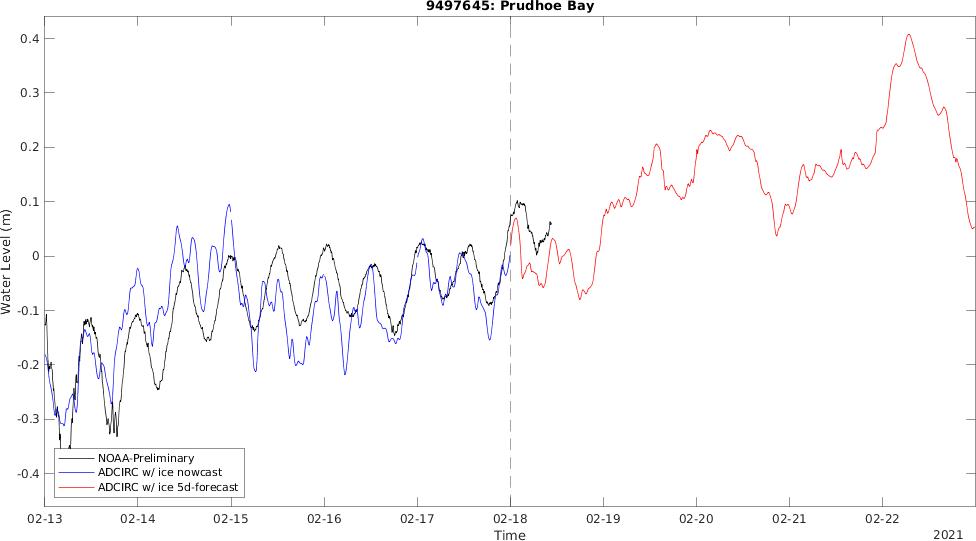 9497645: Prudhoe Bay
Water Level (m)
0.4
0.3
0.2
0.1
0
-0.1
-0.2
-0.3
-0.4
NOAA-Preliminary
ADCIRC w/ ice nowcast
ADCIRC w/ ice 5d-forecast
02-13 02-14 02-15 02-16 02-17 02-18 02-19 02-20 02-21 02-22
Time
2021